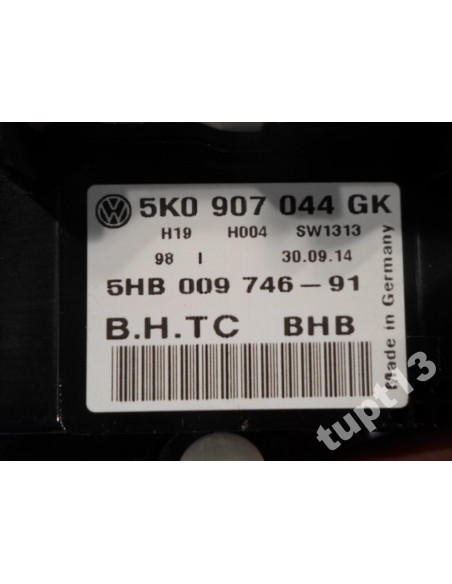 5K0 907 044 GK
H19 H004 SW1313
98 I 30.09.14
5HB 009 746-91
B.H.TC BHB
Made in Germany
tupt13